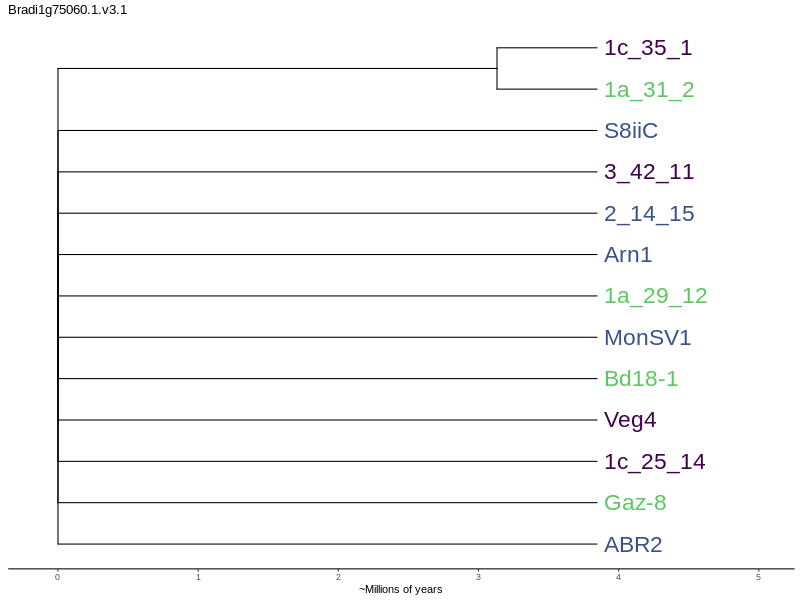 Bradi1g75060.1.v3.1
1c_35_1
1a_31_2
S8iiC
3_42_11
2_14_15
Arn1
1a_29_12
MonSV1
Bd18-1
Veg4
1c_25_14
Gaz-8
ABR2
0 1 2 3 4 5
~Millions of years